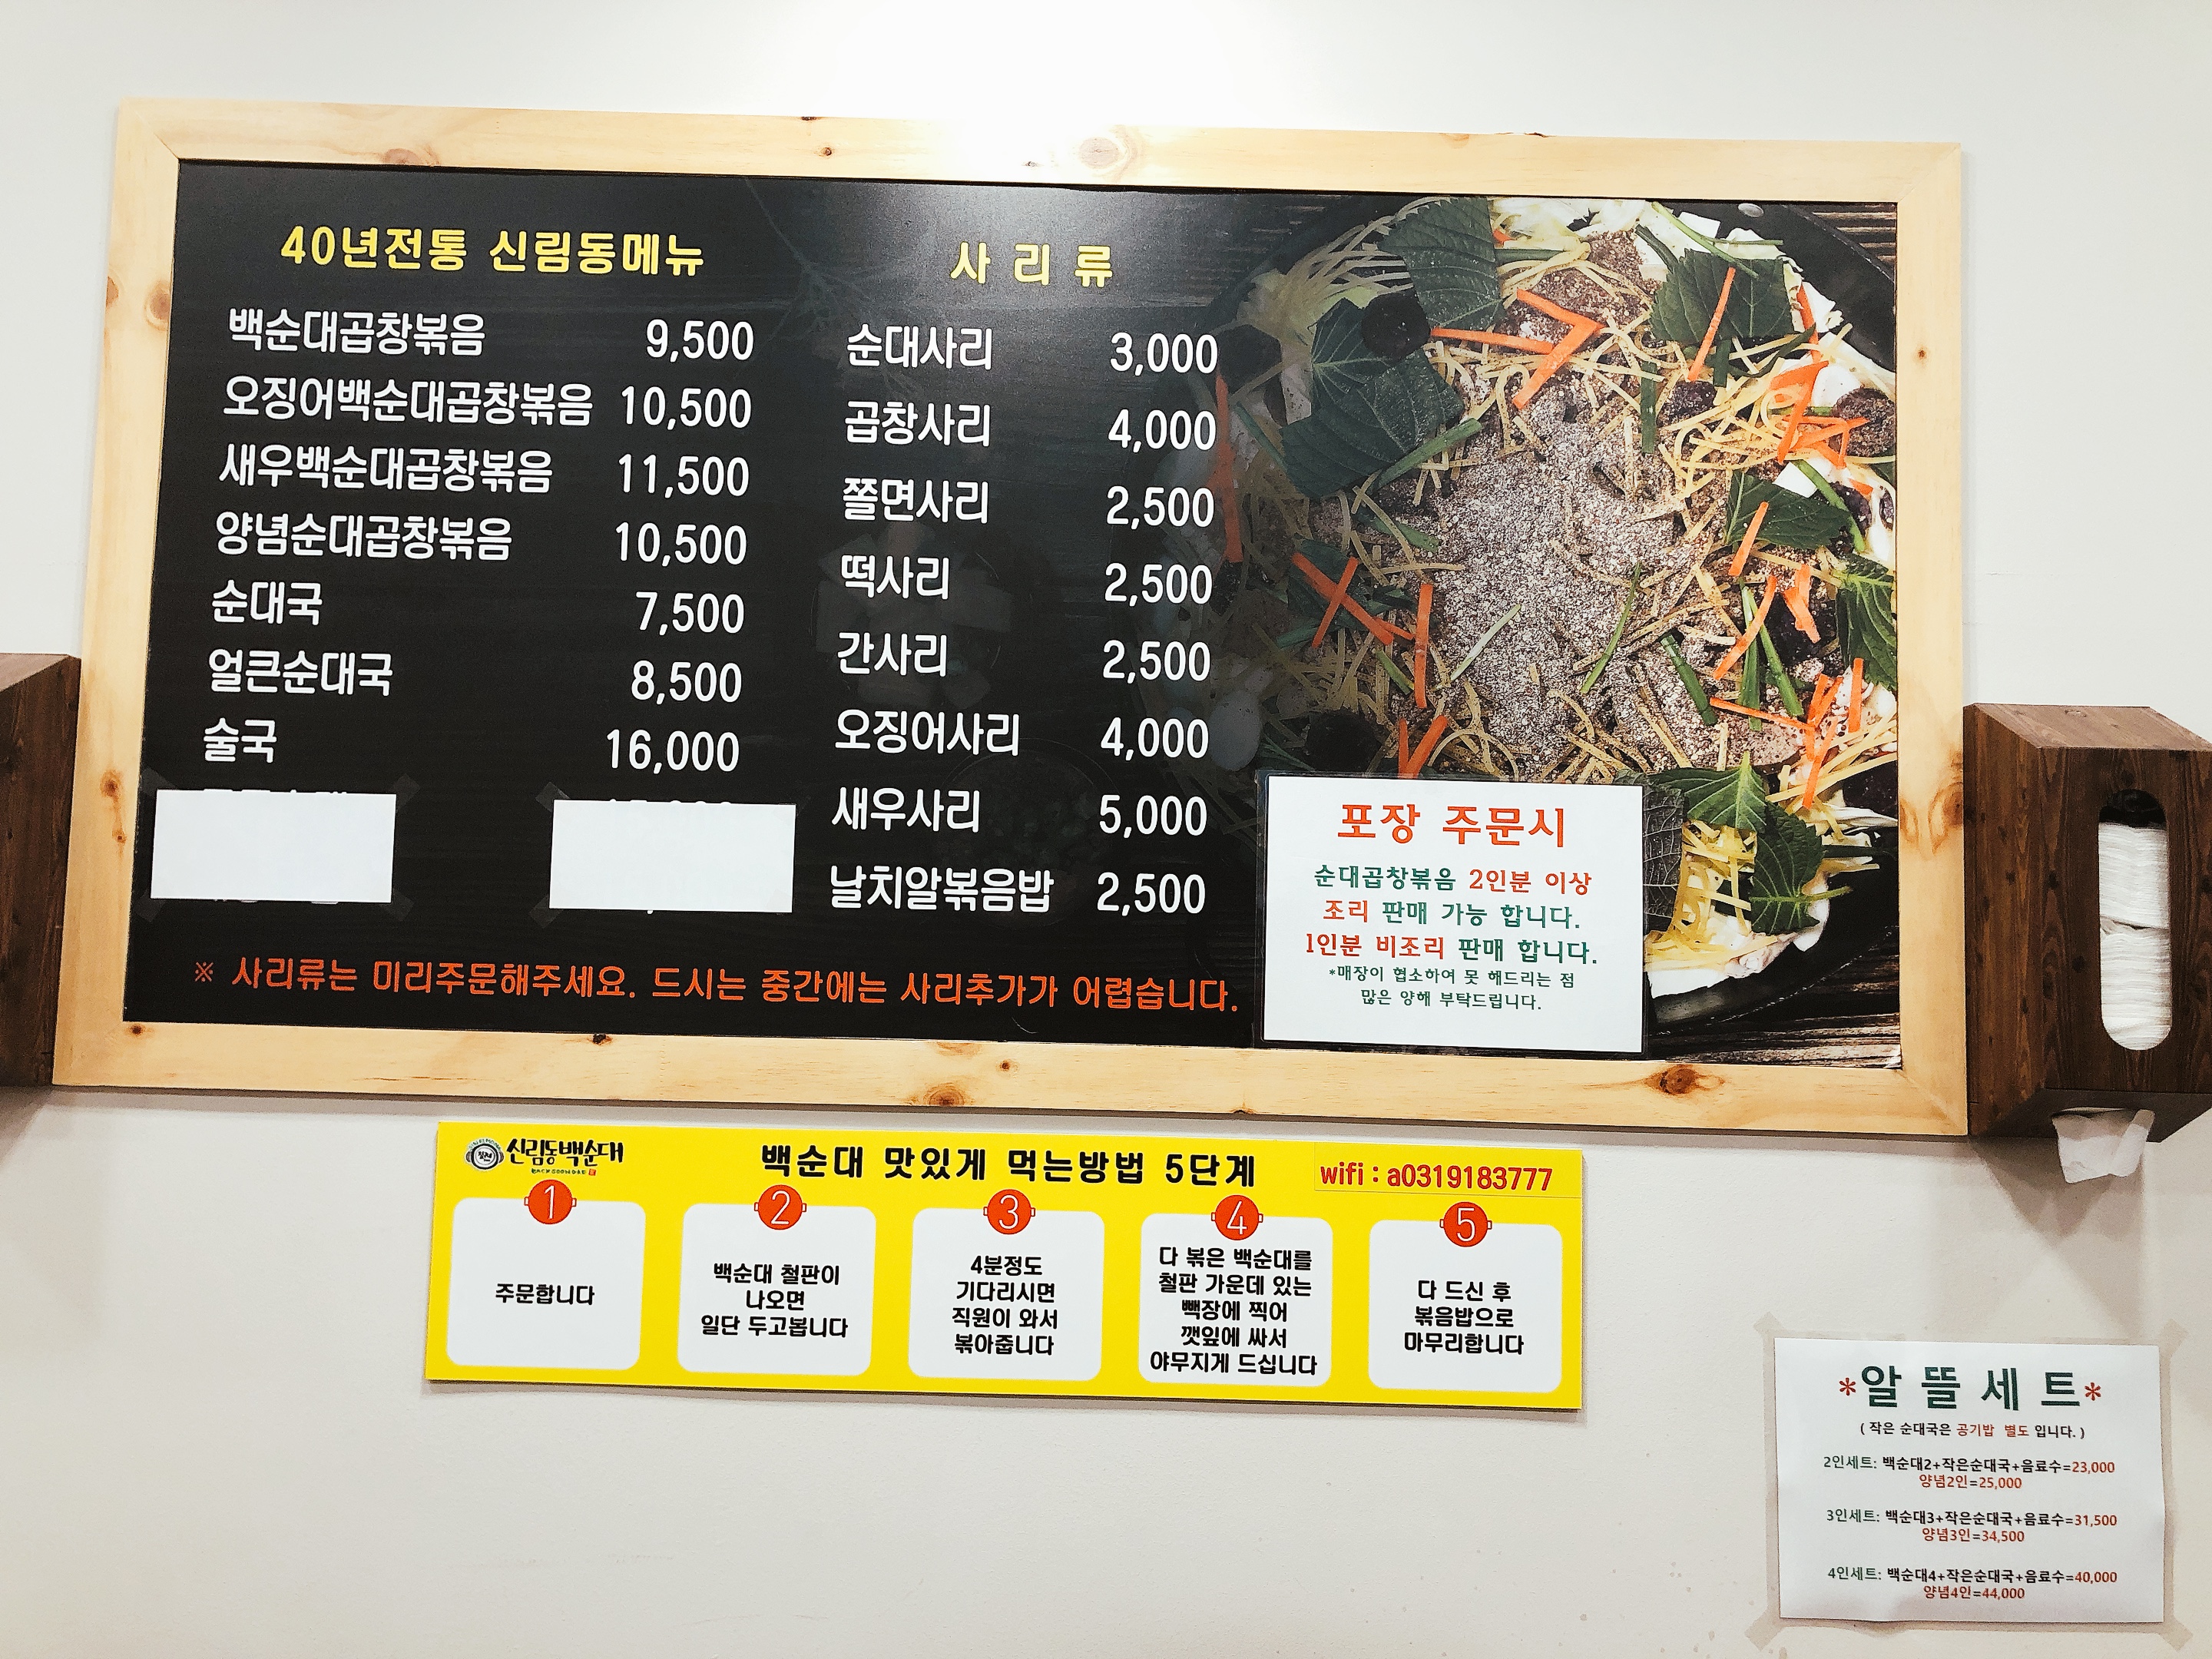 40년전통 신림동메뉴
백순대곱창볶음 9,500
오징어백순대곱창볶음 10,500
새우백순대곱창볶음 11,500
양념순대곱창볶음 10,500
순대국 7,500
얼큰순대국 8,500
술국 16,000
사리류
순대사리 3,000
곱창사리 4,000
쫄면사리 2,500
떡사리 2,500
간사리 2,500
오징어사리 4,000
새우사리 5,000
날치알볶음밥 2,500
※ 사리류는 미리주문해주세요. 드시는 중간에는 사리추가가 어렵습니다.
포장 주문시
순대곱창볶음 2인분 이상
조리 판매 가능 합니다.
1인분 비조리 판매 합니다.
*매장이 협소하여 못 해드리는 점
많은 양해 부탁드립니다.
신림동백순대
백순대 맛있게 먹는방법 5단계
wifi : a0319183777
1
주문합니다
2
백순대 철판이
나오면
일단 두고봅니다
3
4분정도
기다리시면
직원이 와서
볶아줍니다
4
다 볶은 백순대를
철판 가운데 있는
빽장에 찍어
깻잎에 싸서
야무지게 드십니다
5
다 드신 후
볶음밥으로
마무리합니다
*알뜰세트*
( 작은 순대국은 공기밥 별도 입니다. )
2인세트: 백순대2+작은순대국+음료수=23,000
양념2인=25,000
3인세트: 백순대3+작은순대국+음료수=31,500
양념3인=34,500
4인세트: 백순대4+작은순대국+음료수=40,000
양념4인=44,000